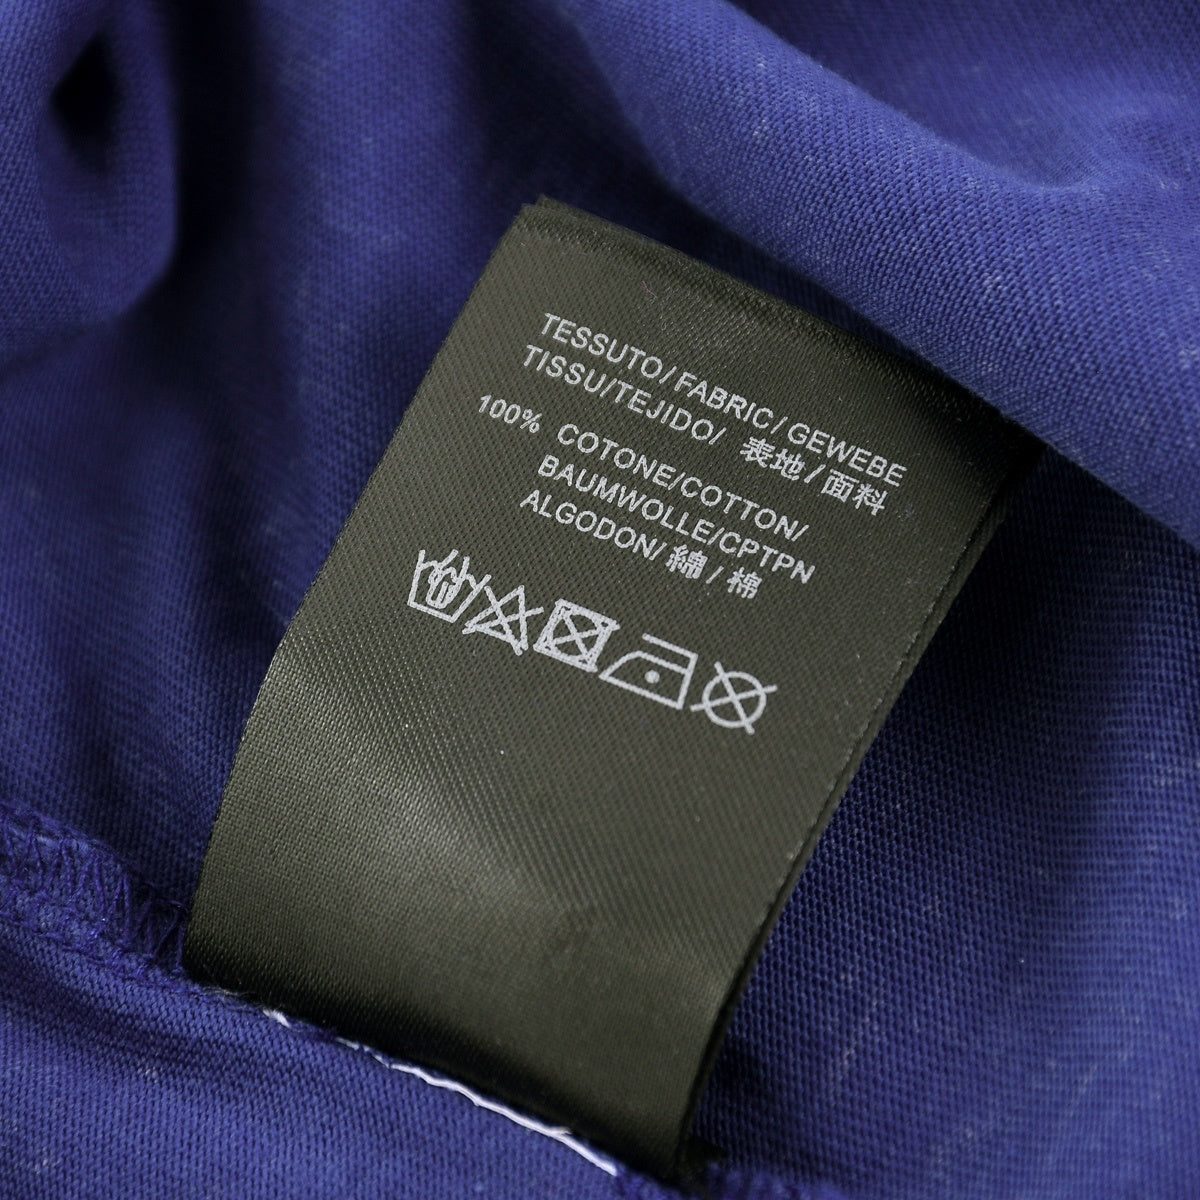 TESSUTO/FABRIC/GEWEBE
TISSU/TEJIDO/ 表地/面料
100% COTONE/COTTON/
BAUMWOLLE/CPTPN
ALGODON/綿/棉